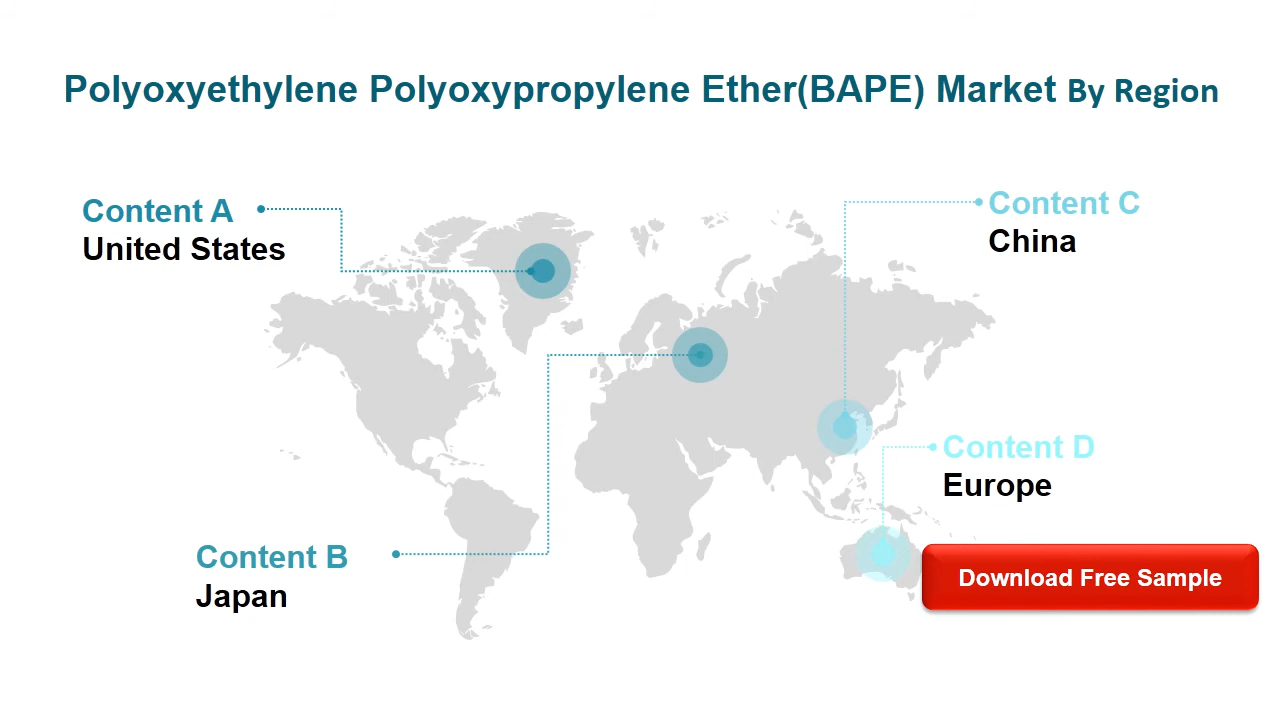 Polyoxyethylene Polyoxypropylene Ether(BAPE) Market By Region
Content A
United States
Content C
China
Content D
Europe
Content B
Japan
Download Free Sample